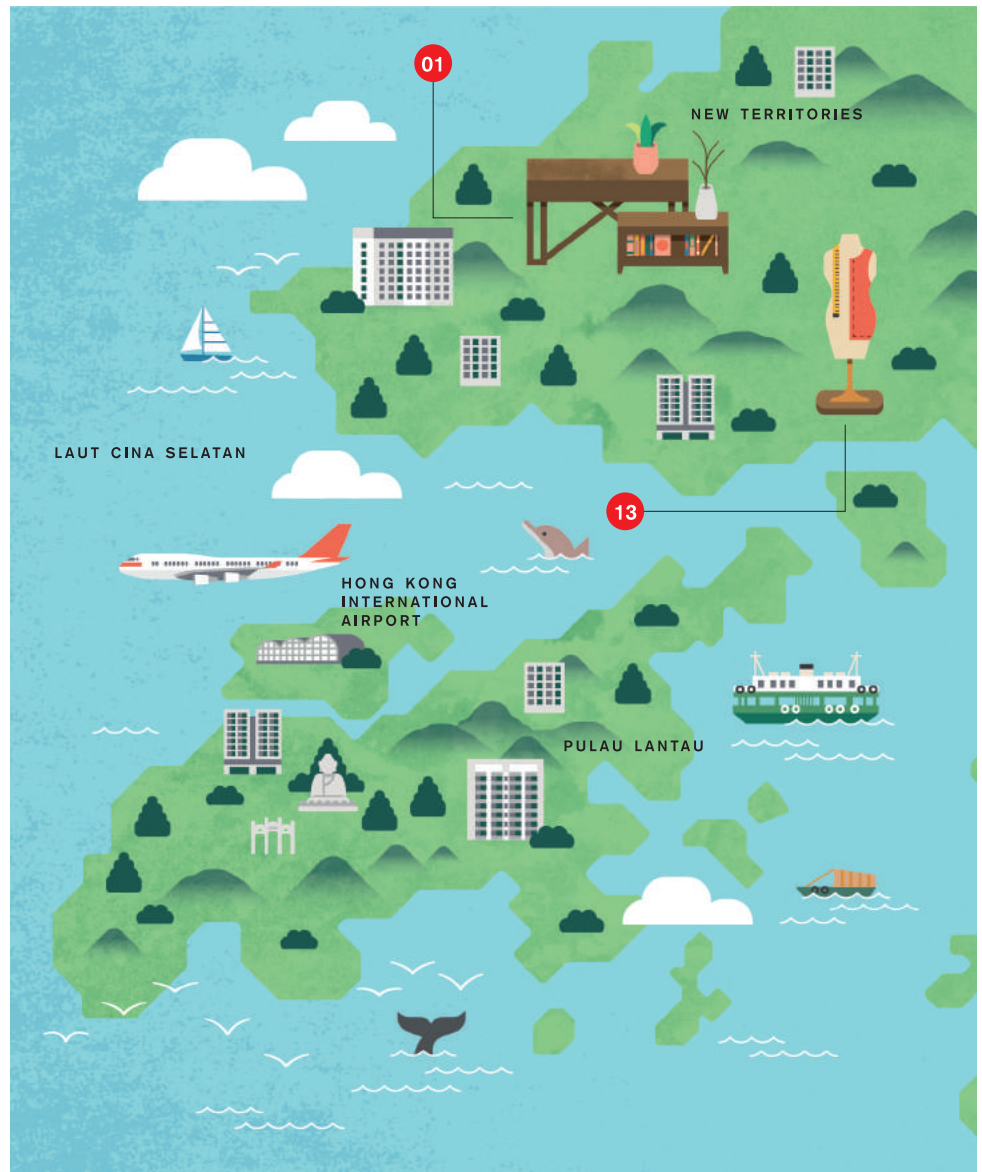 01
NEW TERRITORIES
LAUT CINA SELATAN
13
HONG KONG
INTERNATIONAL
AIRPORT
PULAU LANTAU